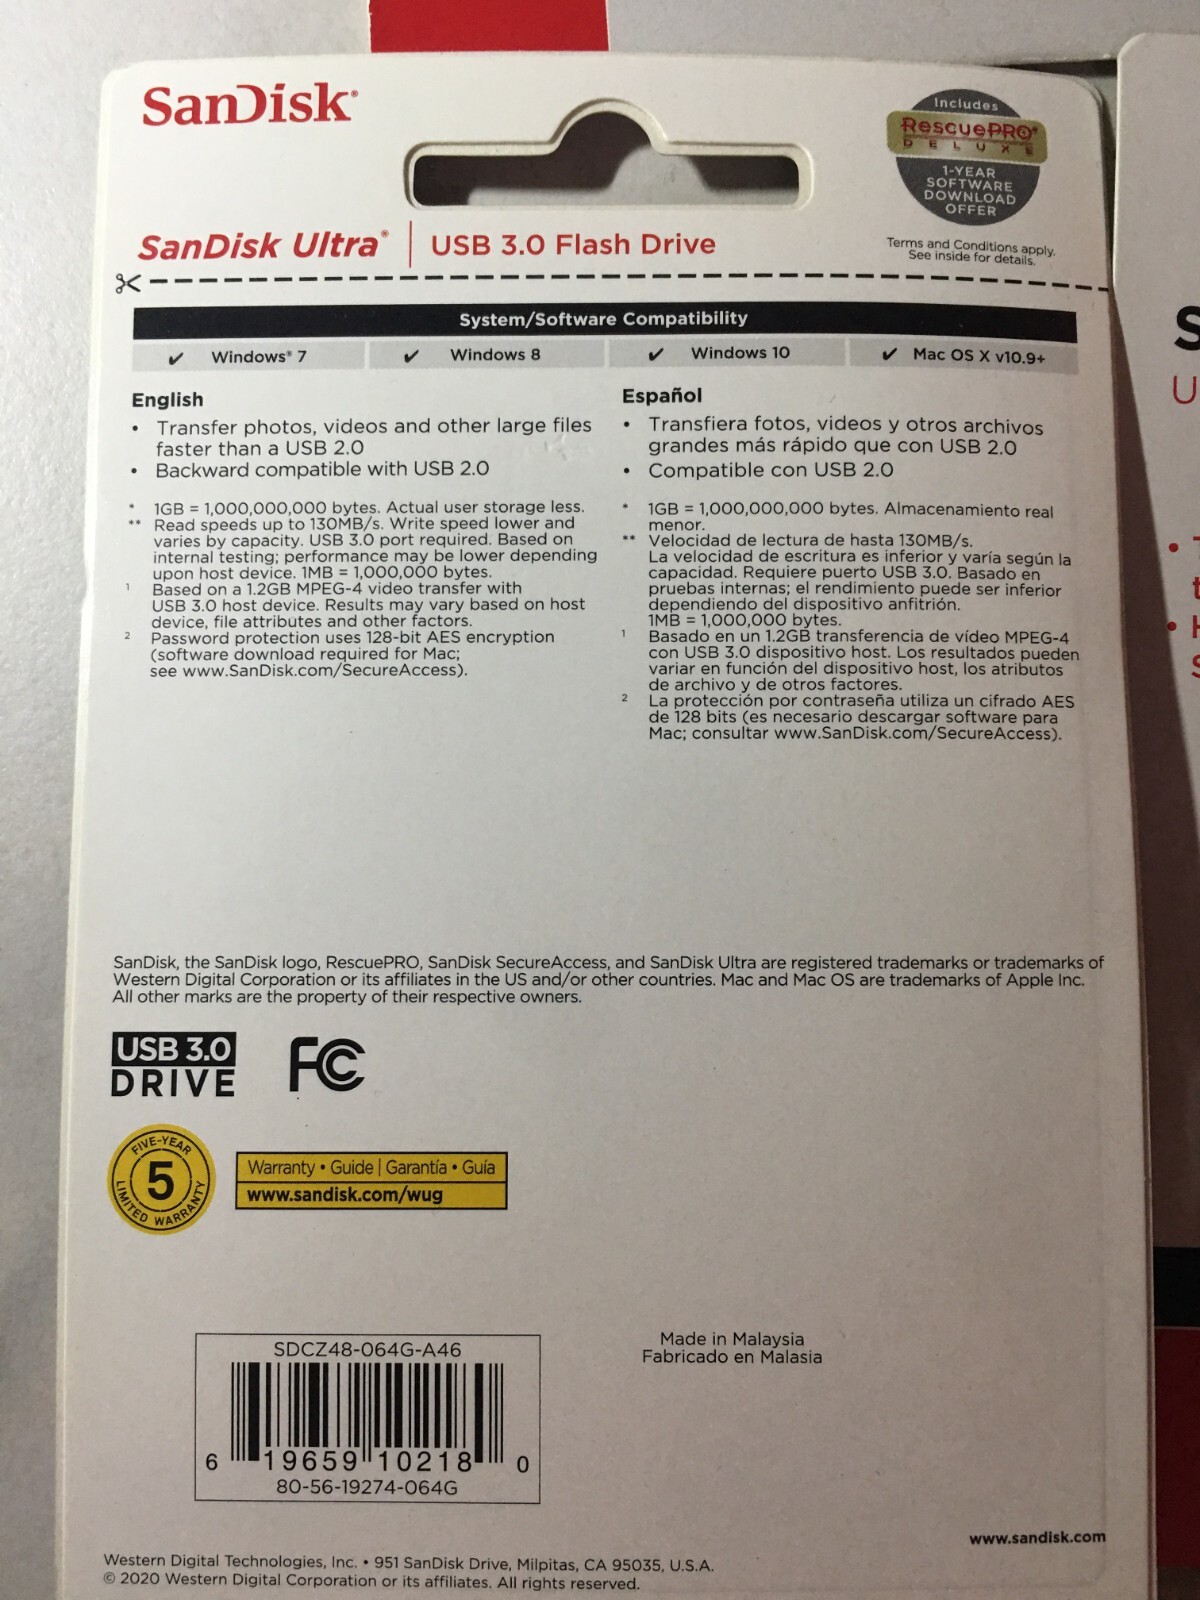 SanDisk®
Includes
RescuePRO®
DELUXE
1-YEAR
SOFTWARE
DOWNLOAD
OFFER
Terms and Conditions apply.
See inside for details.
SanDisk Ultra® | USB 3.0 Flash Drive
System/Software Compatibility
✔ Windows® 7 ✔ Windows 8 ✔ Windows 10 ✔ Mac OS X v10.9+
English
• Transfer photos, videos and other large files
faster than a USB 2.0
• Backward compatible with USB 2.0
* 1GB = 1,000,000,000 bytes. Actual user storage less.
** Read speeds up to 130MB/s. Write speed lower and
varies by capacity. USB 3.0 port required. Based on
internal testing; performance may be lower depending
upon host device. 1MB = 1,000,000 bytes.
1 Based on a 1.2GB MPEG-4 video transfer with
USB 3.0 host device. Results may vary based on host
device, file attributes and other factors.
2 Password protection uses 128-bit AES encryption
(software download required for Mac;
see www.SanDisk.com/SecureAccess).
Español
• Transfiera fotos, videos y otros archivos
grandes más rápido que con USB 2.0
• Compatible con USB 2.0
* 1GB = 1,000,000,000 bytes. Almacenamiento real
menor.
** Velocidad de lectura de hasta 130MB/s.
La velocidad de escritura es inferior y varía según la
capacidad. Requiere puerto USB 3.0. Basado en
pruebas internas; el rendimiento puede ser inferior
dependiendo del dispositivo anfitrión.
1MB = 1,000,000 bytes.
1 Basado en un 1.2GB transferencia de vídeo MPEG-4
con USB 3.0 dispositivo host. Los resultados pueden
variar en función del dispositivo host, los atributos
de archivo y de otros factores.
2 La protección por contraseña utiliza un cifrado AES
de 128 bits (es necesario descargar software para
Mac; consultar www.SanDisk.com/SecureAccess).
SanDisk, the SanDisk logo, RescuePRO, SanDisk SecureAccess, and SanDisk Ultra are registered trademarks or trademarks of
Western Digital Corporation or its affiliates in the US and/or other countries. Mac and Mac OS are trademarks of Apple Inc.
All other marks are the property of their respective owners.
USB 3.0
DRIVE
FC
FIVE-YEAR
5
LIMITED WARRANTY
Warranty • Guide | Garantía • Guía
www.sandisk.com/wug
SDCZ48-064G-A46
6 19659 10218 0
80-56-19274-064G
Made in Malaysia
Fabricado en Malasia
www.sandisk.com
Western Digital Technologies, Inc. • 951 SanDisk Drive, Milpitas, CA 95035, U.S.A.
© 2020 Western Digital Corporation or its affiliates. All rights reserved.